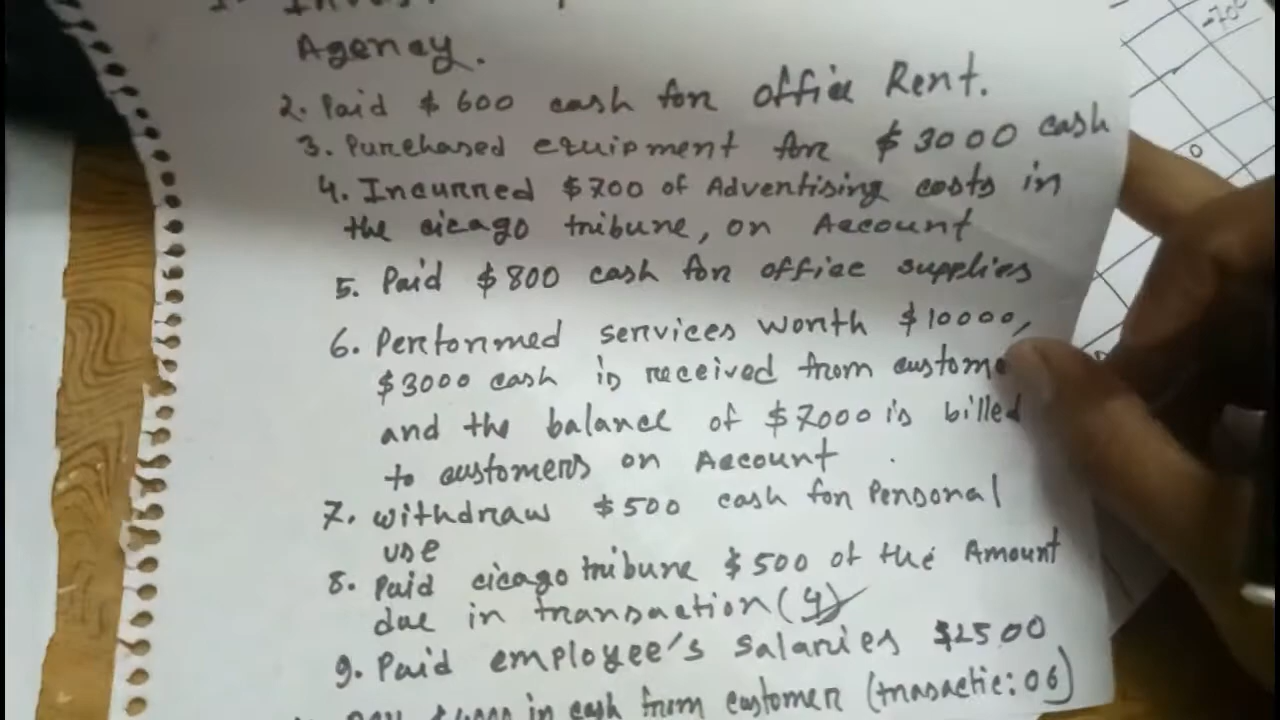 Agency.
2. Paid $ 600 cash for office Rent.
3. Purchased equipment for $3000 cash
4. Incurred $700 of Advertising costs in
the cicago tribune, on Account
5. Paid $800 cash for office supplies
6. Performed services worth $10000,
$3000 cash is received from custome
and the balance of $7000 is billed
to customers on Account
7. withdraw $500 cash for Personal
use
8. Paid cicago tribune $500 of the Amount
due in transaction (4)
9. Paid employee's salaries $2500
in cash from customer (trasactic: 06)
-700
0